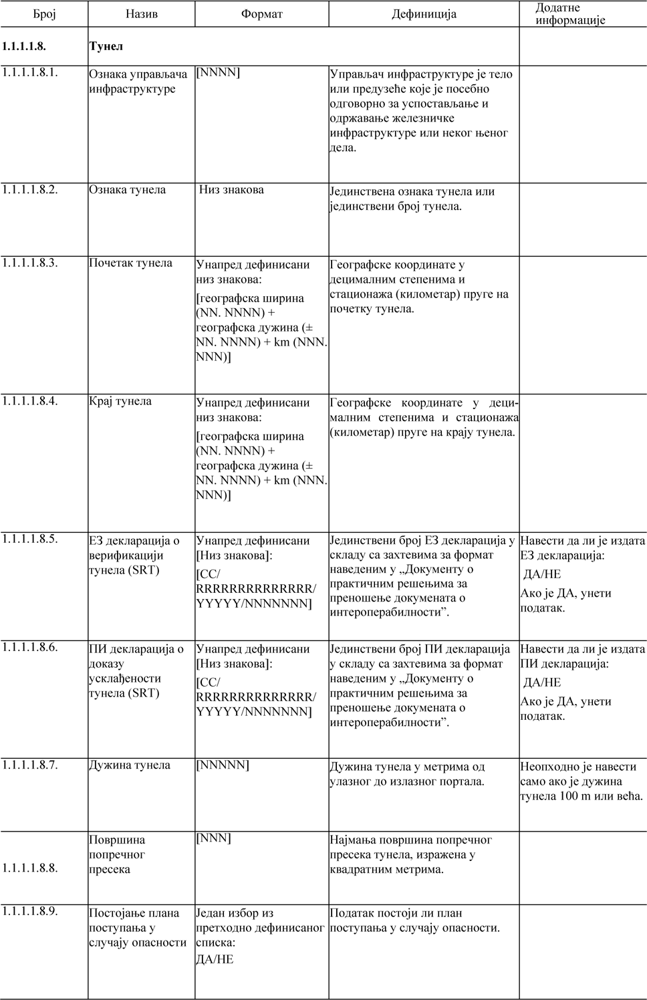 Број
Назив
Формат
Дефиниција
Додатне
информације
1.1.1.1.8.
Тунел
1.1.1.1.8.1.
Ознака управљача
инфраструктуре
[NNNN]
Управљач инфраструктуре је тело
или предузеће које је посебно
одговорно за успостављање и
одржавање железничке
инфраструктуре или неког њеног
дела.
1.1.1.1.8.2.
Ознака тунела
Низ знакова
Јединствена ознака тунела или
јединствени број тунела.
1.1.1.1.8.3.
Почетак тунела
Унапред дефинисани
низ знакова:
[географска ширина
(NN. NNNN) +
географска дужина (±
NN. NNNN) + km (NNN.
NNN)]
Географске координате у
децималним степенима и
стационажа (километар) пруге на
почетку тунела.
1.1.1.1.8.4.
Крај тунела
Унапред дефинисани
низ знакова:
[географска ширина
(NN. NNNN) +
географска дужина (±
NN. NNNN) + km (NNN.
NNN)]
Географске координате у деци-
малним степенима и стационажа
(километар) пруге на крају тунела.
1.1.1.1.8.5.
ЕЗ декларација о
верификацији
тунела (SRT)
Унапред дефинисани
[Низ знакова]:
[CC/
RRRRRRRRRRRRRR/
YYYYY/NNNNNNN]
Јединствени број ЕЗ декларација у
складу са захтевима за формат
наведеним у „Документу о
практичним решењима за
преношење докумената о
интероперабилности”.
Навести да ли је издата
ЕЗ декларација:
ДА/НЕ
Ако је ДА, унети
податак.
1.1.1.1.8.6.
ПИ декларација о
доказу
усклађености
тунела (SRT)
Унапред дефинисани
[Низ знакова]:
[CC/
RRRRRRRRRRRRRR/
YYYYY/NNNNNNN]
Јединствени број ПИ декларација
у складу са захтевима за формат
наведеним у „Документу о
практичним решењима за
преношење докумената о
интероперабилности”.
Навести да ли је издата
ПИ декларација:
ДА/НЕ
Ако је ДА, унети
податак.
1.1.1.1.8.7.
Дужина тунела
[NNNNN]
Дужина тунела у метрима од
улазног до излазног портала.
Неопходно је навести
само ако је дужина
тунела 100 m или већа.
1.1.1.1.8.8.
Површина
попречног
пресека
[NNN]
Најмања површина попречног
пресека тунела, изражена у
квадратним метрима.
1.1.1.1.8.9.
Постојање плана
поступања у
случају опасности
Један избор из
претходно дефинисаног
списка:
ДА/НЕ
Податак постоји ли план
поступања у случају опасности.